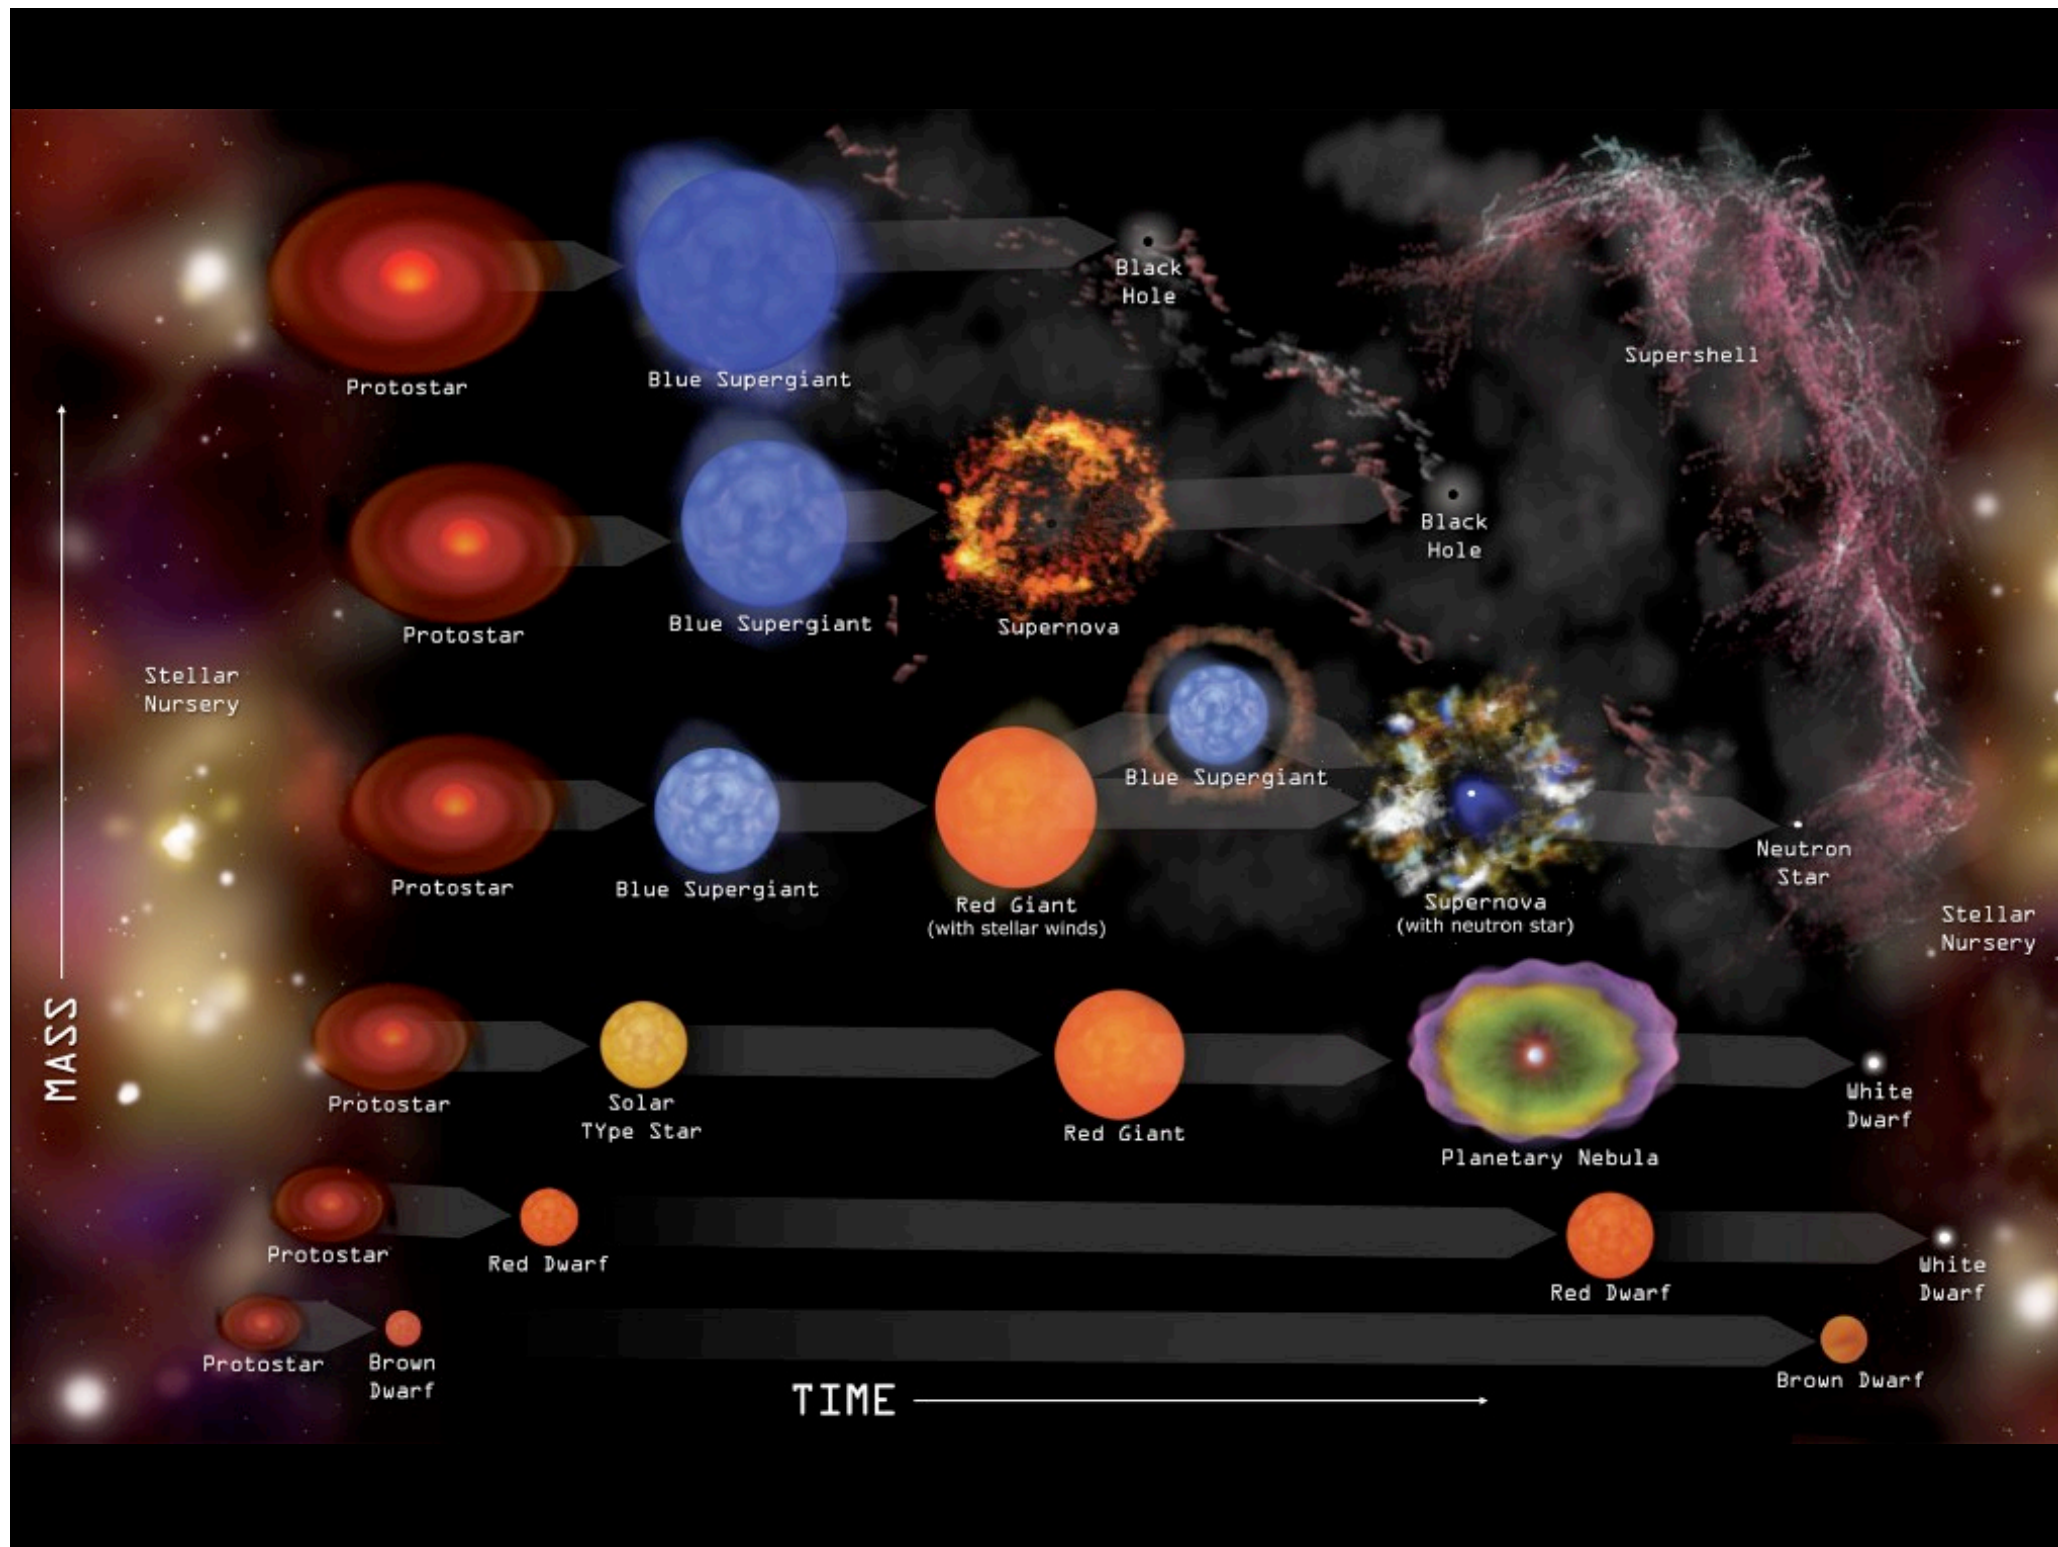 Black
Hole
Supershell
Protostar
Blue Supergiant
Black
Hole
Protostar
Blue Supergiant
Supernova
Stellar
Nursery
Blue Supergiant
Protostar
Blue Supergiant
Red Giant
(with stellar winds)
Supernova
(with neutron star)
Neutron
Star
Stellar
Nursery
MASS
Protostar
Solar
TYpe Star
Red Giant
Planetary Nebula
White
Dwarf
Protostar
Red Dwarf
Red Dwarf
White
Dwarf
Protostar
Brown
Dwarf
Brown Dwarf
TIME